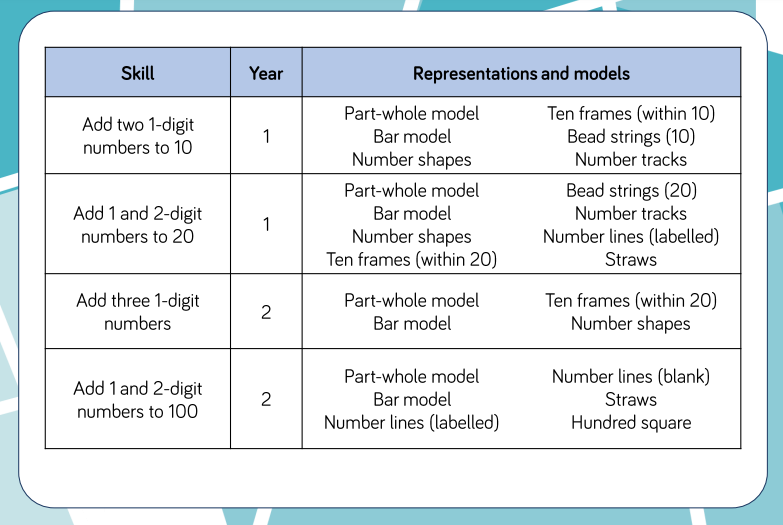 Skill Year Representations and models
Add two 1-digit
numbers to 10
1
Part-whole model
Bar model
Number shapes
Ten frames (within 10)
Bead strings (10)
Number tracks
Add 1 and 2-digit
numbers to 20
1
Part-whole model
Bar model
Number shapes
Ten frames (within 20)
Bead strings (20)
Number tracks
Number lines (labelled)
Straws
Add three 1-digit
numbers
2
Part-whole model
Bar model
Ten frames (within 20)
Number shapes
Add 1 and 2-digit
numbers to 100
2
Part-whole model
Bar model
Number lines (labelled)
Number lines (blank)
Straws
Hundred square